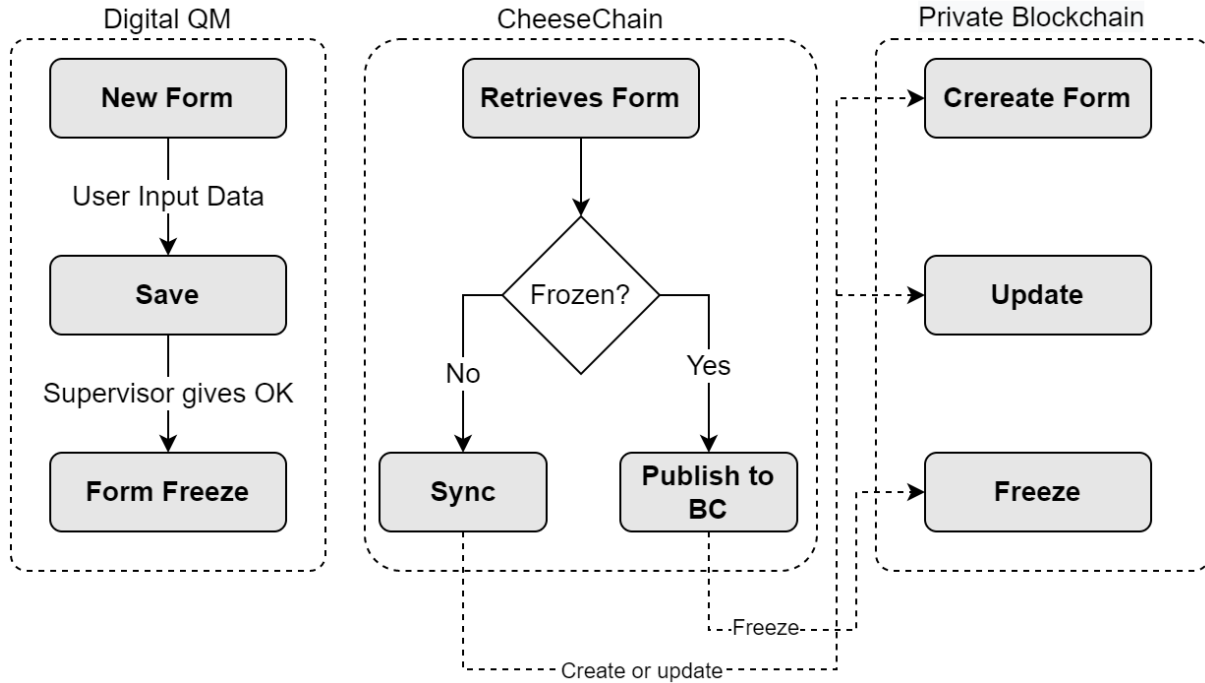 Digital QM
New Form
User Input Data
Save
Supervisor gives OK
Form Freeze
CheeseChain
Retrieves Form
Frozen?
No
Yes
Sync
Publish to
BC
Freeze
Create or update
Private Blockchain
Crereate Form
Update
Freeze